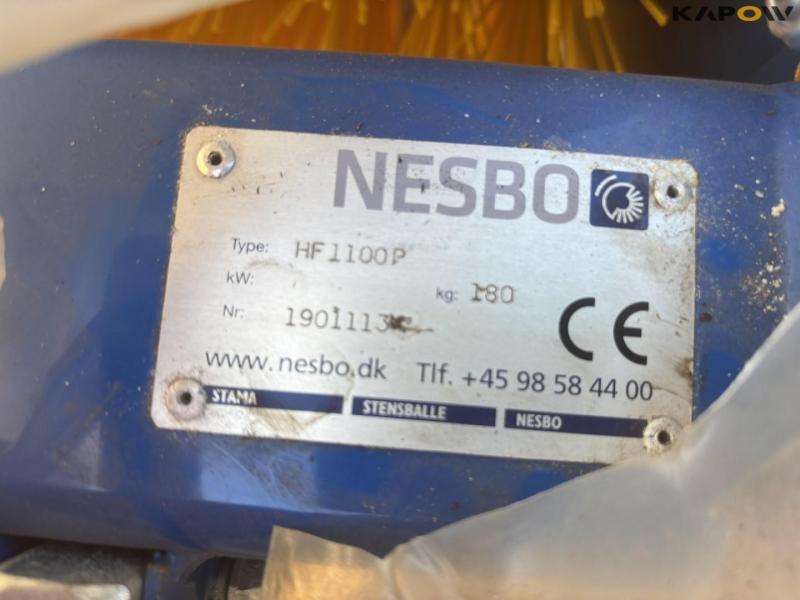 KAPOW
NESBO
Type: HF1100P
kW:
kg: 180
Nr:
CE
www.nesbo.dk Tlf. +45 98 58 44 00
STAMA STENSBALLE NESBO